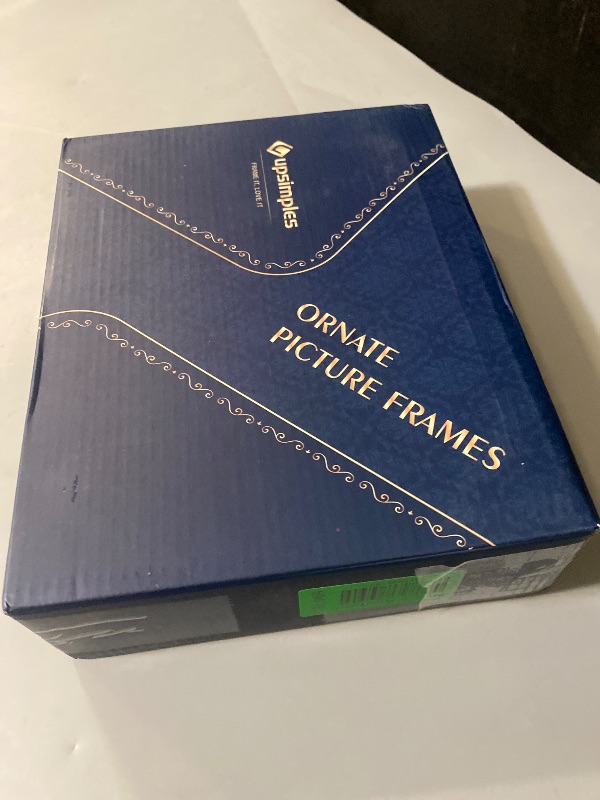 upsimples
FRAME IT, LOVE IT
ORNATE
PICTURE FRAMES